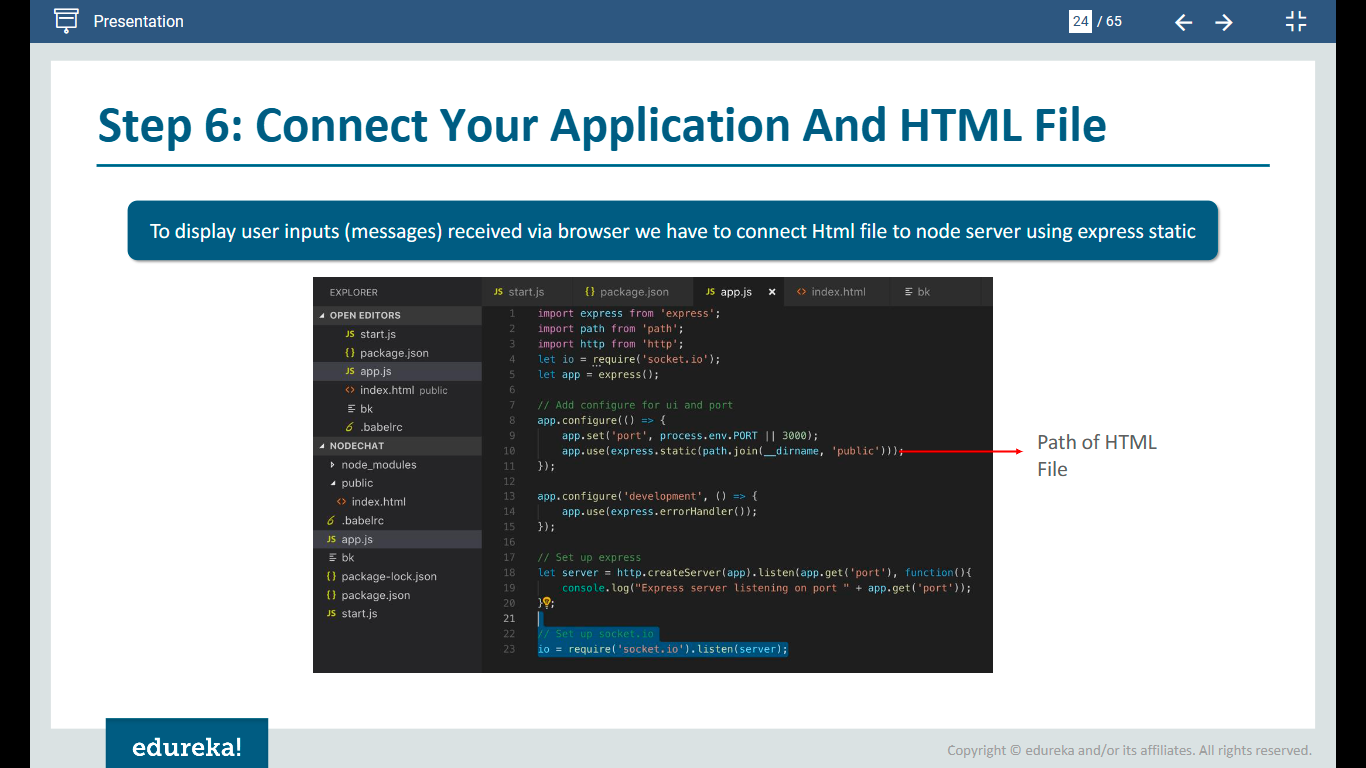 Presentation
24 / 65
Step 6: Connect Your Application And HTML File
To display user inputs (messages) received via browser we have to connect Html file to node server using express static
EXPLORER
OPEN EDITORS
JS start.js
{} package.json
JS app.js
<> index.html public
bk
.babelrc
NODECHAT
node_modules
public
<> index.html
.babelrc
JS app.js
bk
{} package-lock.json
{} package.json
JS start.js
JS start.js {} package.json JS app.js × <> index.html bk
1 import express from 'express';
2 import path from 'path';
3 import http from 'http';
4 let io = require('socket.io');
5 let app = express();
6
7 // Add configure for ui and port
8 app.configure(() => {
9 app.set('port', process.env.PORT || 3000);
10 app.use(express.static(path.join(__dirname, 'public')));
11 });
12
13 app.configure('development', () => {
14 app.use(express.errorHandler());
15 });
16
17 // Set up express
18 let server = http.createServer(app).listen(app.get('port'), function(){
19 console.log("Express server listening on port " + app.get('port'));
20 });
21
22 // Set up socket.io
23 io = require('socket.io').listen(server);
Path of HTML
File
edureka!
Copyright © edureka and/or its affiliates. All rights reserved.